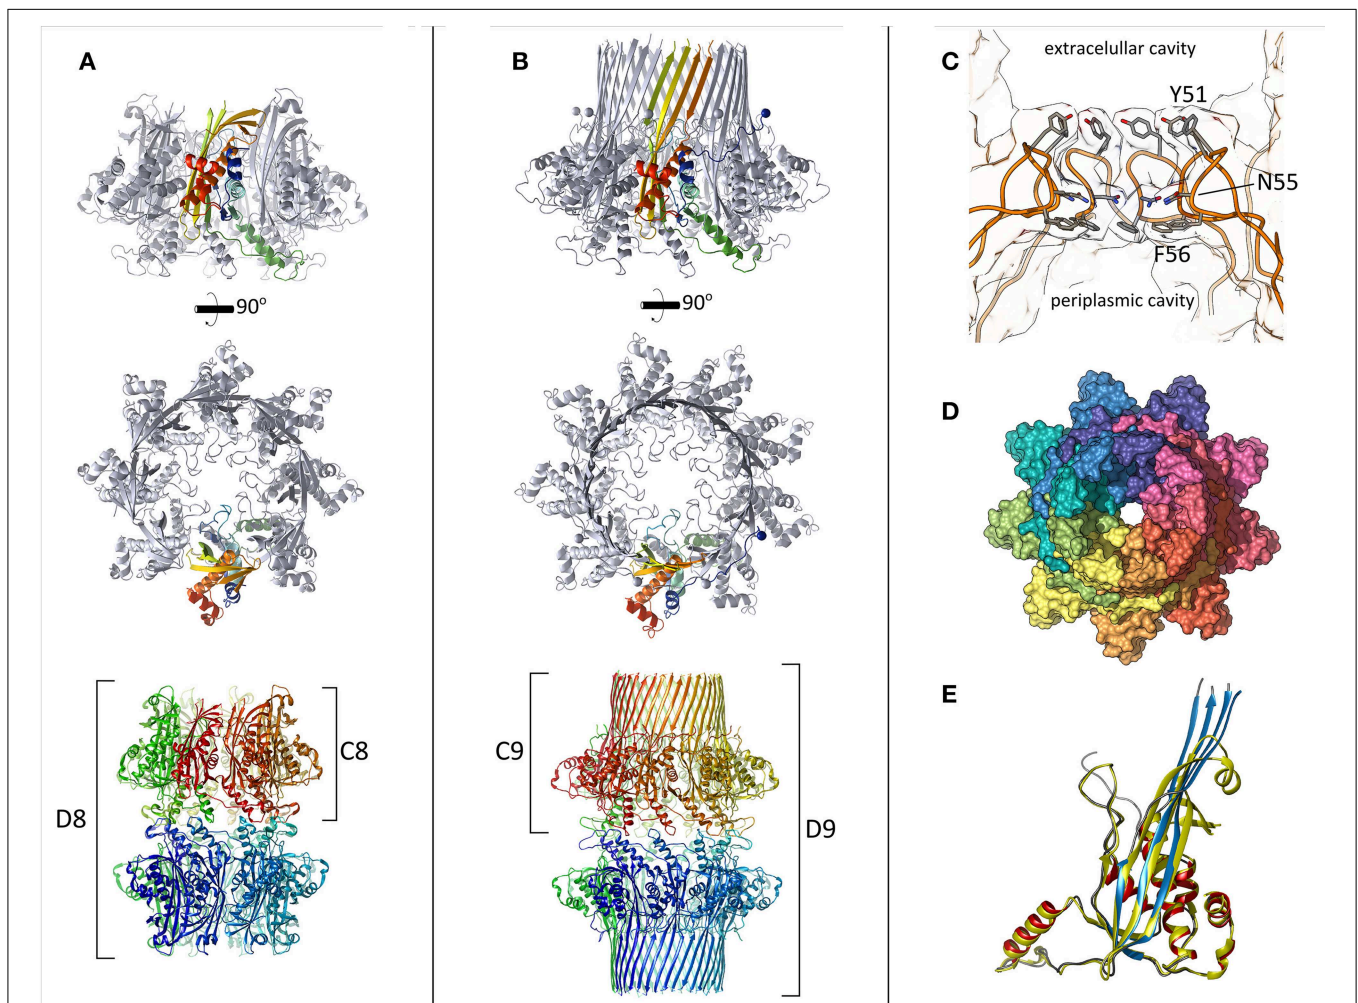 A
90°
D8
C8
B
90°
C9
D9
C
extracelullar cavity
Y51
N55
F56
periplasmic cavity
D
E